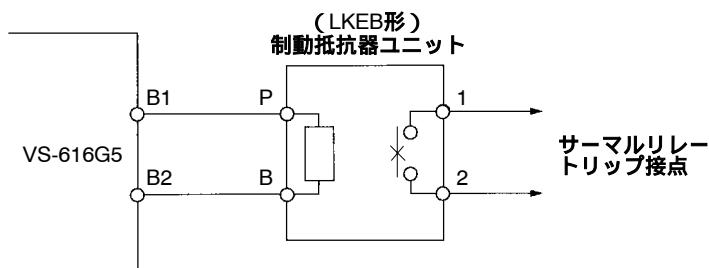 （LKEB形）
制動抵抗器ユニット
B1
P
1
VS-616G5
サーマルリレー
トリップ接点
B2
B
2